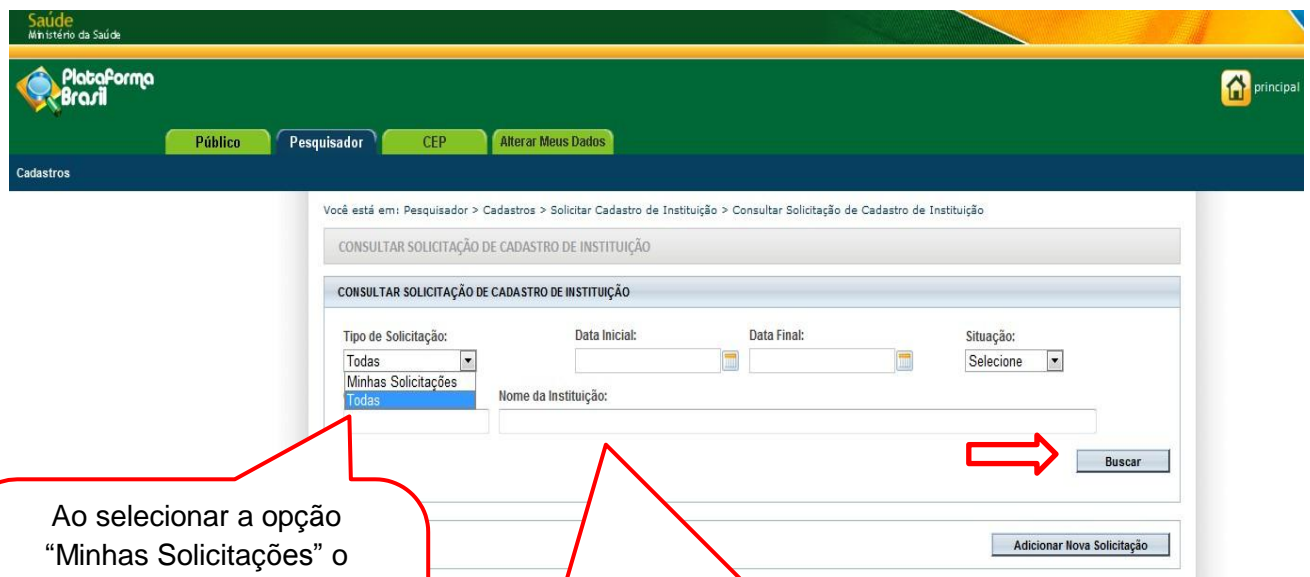 Saúde
Ministério da Saúde
Plataforma
Brasil
principal
Público Pesquisador CEP Alterar Meus Dados
Cadastros
Você está em: Pesquisador > Cadastros > Solicitar Cadastro de Instituição > Consultar Solicitação de Cadastro de Instituição
CONSULTAR SOLICITAÇÃO DE CADASTRO DE INSTITUIÇÃO
CONSULTAR SOLICITAÇÃO DE CADASTRO DE INSTITUIÇÃO
Tipo de Solicitação: Data Inicial: Data Final: Situação:
Todas Selecione
Minhas Solicitações
Todas Nome da Instituição:
Buscar
Ao selecionar a opção
“Minhas Solicitações” o
Adicionar Nova Solicitação